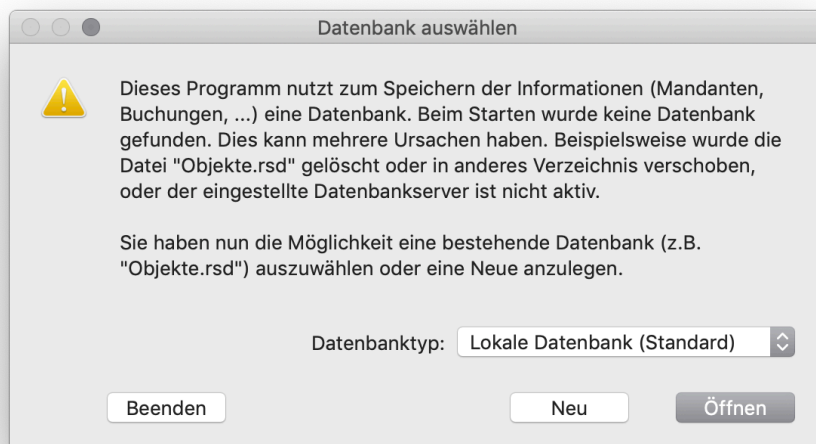 Datenbank auswählen
Dieses Programm nutzt zum Speichern der Informationen (Mandanten,
Buchungen, ...) eine Datenbank. Beim Starten wurde keine Datenbank
gefunden. Dies kann mehrere Ursachen haben. Beispielsweise wurde die
Datei "Objekte.rsd" gelöscht oder in anderes Verzeichnis verschoben,
oder der eingestellte Datenbankserver ist nicht aktiv.
Sie haben nun die Möglichkeit eine bestehende Datenbank (z.B.
"Objekte.rsd") auszuwählen oder eine Neue anzulegen.
Datenbanktyp: Lokale Datenbank (Standard)
Beenden Neu Öffnen